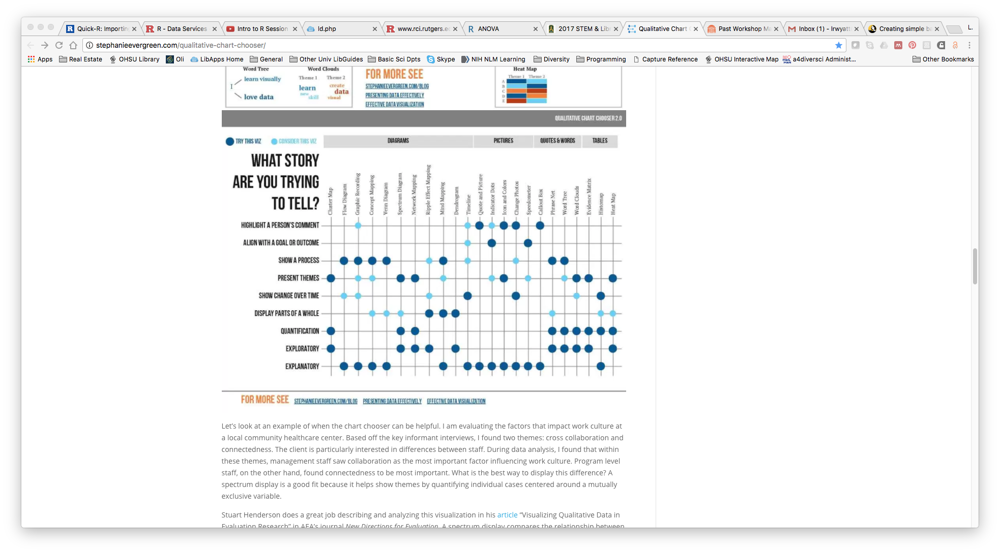 Quick-R: Importin
R - Data Services
Intro to R Session
ld.php
www.rci.rutgers.e
ANOVA
2017 STEM & Libr
Qualitative Chart
Past Workshop Ma
Inbox (1) - lrwyatt
Creating simple ba
L.
stephanieevergreen.com/qualitative-chart-chooser/
Apps
Real Estate
OHSU Library
Oli
LibApps Home
General
Other Univ LibGuides
Basic Sci Dpts
Skype
NIH NLM Learning
Diversity
Programming
Capture Reference
OHSU Interactive Map
a4diversci Administ...
Other Bookmarks
Word Tree
I
learn visually
love data
Word Clouds
Theme 1 Theme 2
learn
new
skill
create
data
visual
FOR MORE SEE
STEPHANIEEVERGREEN.COM/BLOG
PRESENTING DATA EFFECTIVELY
EFFECTIVE DATA VISUALIZATION
Heat Map
Theme 1 Theme 2
A
B
C
D
E
QUALITATIVE CHART CHOOSER 2.0
TRY THIS VIZ
CONSIDER THIS VIZ
DIAGRAMS
PICTURES
QUOTES & WORDS
TABLES
WHAT STORY
ARE YOU TRYING
TO TELL?
Cluster Map
Flow Diagram
Graphic Recording
Concept Mapping
Venn Diagram
Spectrum Diagram
Network Mapping
Ripple Effect Mapping
Mind Mapping
Dendrogram
Timeline
Quote and Picture
Indicator Dots
Icon and Colors
Change Photos
Speedometer
Callout Box
Phrase Net
Word Tree
Word Clouds
Evidence Matrix
Histomap
Heat Map
HIGHLIGHT A PERSON'S COMMENT
ALIGN WITH A GOAL OR OUTCOME
SHOW A PROCESS
PRESENT THEMES
SHOW CHANGE OVER TIME
DISPLAY PARTS OF A WHOLE
QUANTIFICATION
EXPLORATORY
EXPLANATORY
FOR MORE SEE STEPHANIEEVERGREEN.COM/BLOG PRESENTING DATA EFFECTIVELY EFFECTIVE DATA VISUALIZATION
Let's look at an example of when the chart chooser can be helpful. I am evaluating the factors that impact work culture at
a local community healthcare center. Based off the key informant interviews, I found two themes: cross collaboration and
connectedness. The client is particularly interested in differences between staff. During data analysis, I found that within
these themes, management staff saw collaboration as the most important factor influencing work culture. Program level
staff, on the other hand, found connectedness to be most important. What is the best way to display this difference? A
spectrum display is a good fit because it helps show themes by quantifying individual cases centered around a mutually
exclusive variable.
Stuart Henderson does a great job describing and analyzing this visualization in his article “Visualizing Qualitative Data in
Evaluation Research” in AEA's journal New Directions for Evaluation. A spectrum display compares the relationship between